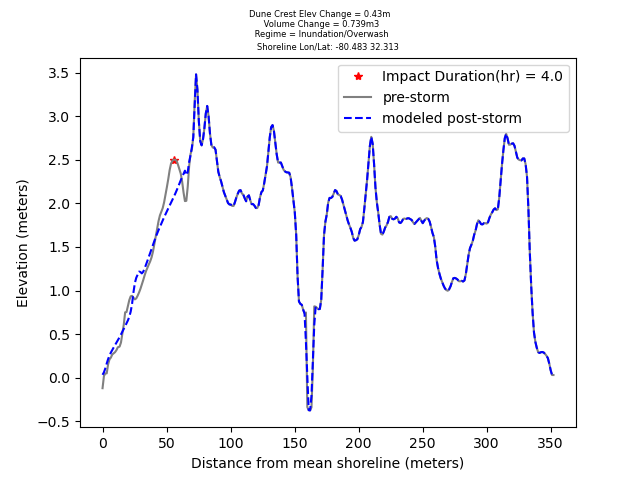 Dune Crest Elev Change = 0.43m
Volume Change = 0.739m3
Regime = Inundation/Overwash
Shoreline Lon/Lat: -80.483 32.313
Impact Duration(hr) = 4.0
pre-storm
modeled post-storm
3.5
3.0
2.5
2.0
1.5
1.0
0.5
0.0
−0.5
Elevation (meters)
0 50 100 150 200 250 300 350
Distance from mean shoreline (meters)